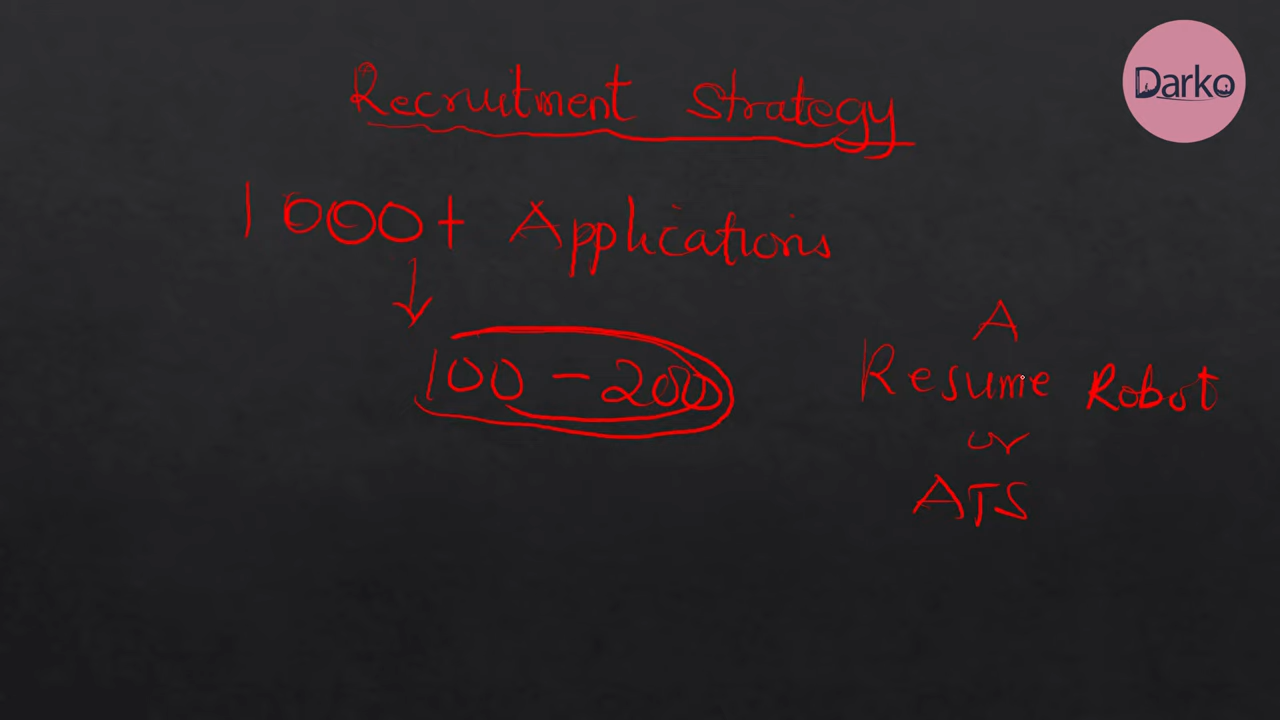 Darko
Recruitment Strategy
1000+ Applications
100 - 200
A
Resume Robot
or
ATS